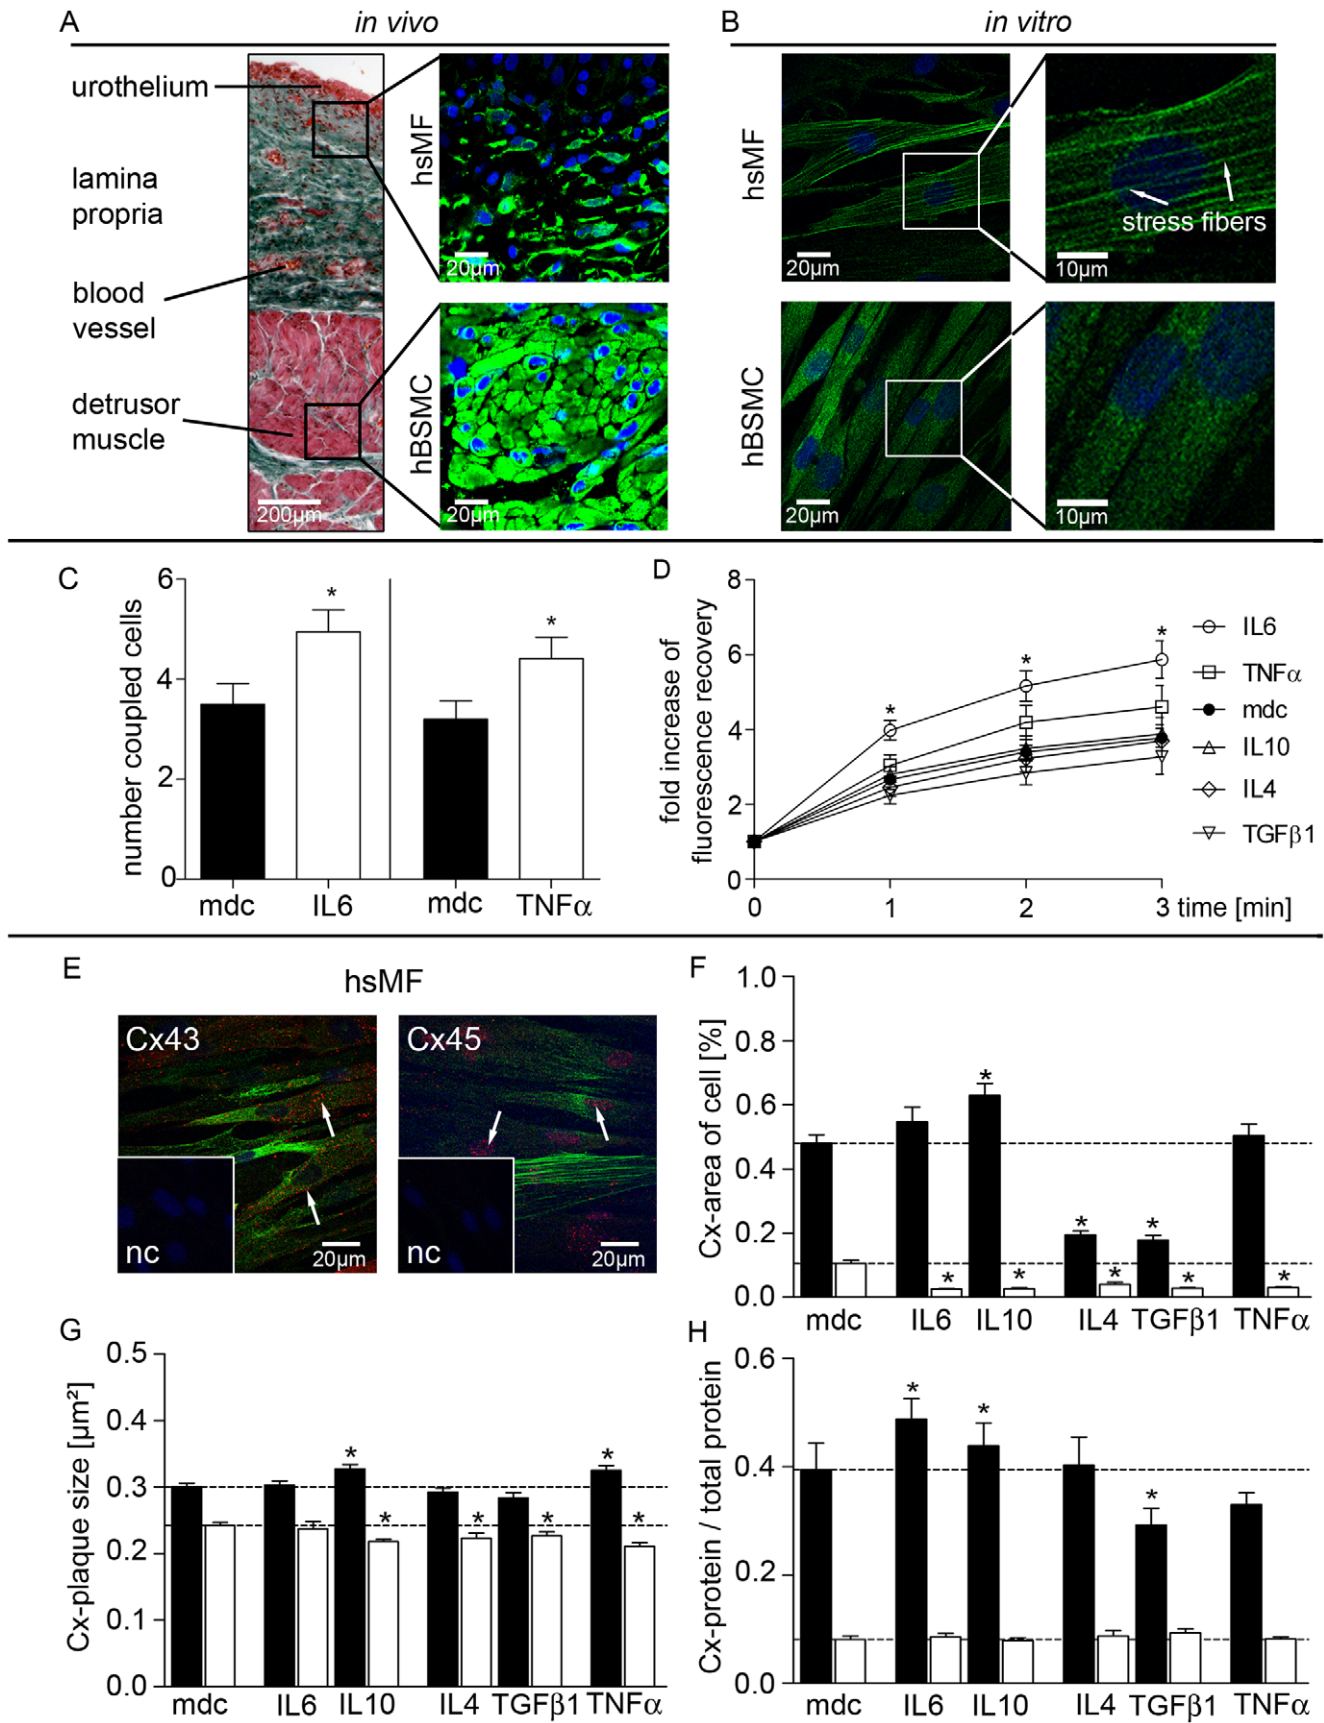 A
in vivo
B
in vitro
urothelium
lamina
propria
blood
vessel
detrusor
muscle
200µm
hsMF
20µm
hBSMC
20µm
hsMF
20µm
stress fibers
10µm
hBSMC
20µm
10µm
C
number coupled cells
6
4
2
0
*
*
mdc
IL6
mdc
TNFα
D
fold increase of
fluorescence recovery
8
6
4
2
0
*
*
*
0
1
2
3
time [min]
IL6
TNFα
mdc
IL10
IL4
TGFβ1
E
hsMF
Cx43
nc
20µm
Cx45
nc
20µm
F
Cx-area of cell [%]
1.0
0.8
0.6
0.4
0.2
0.0
*
* *
* * * * *
mdc IL6 IL10 IL4 TGFβ1 TNFα
G
Cx-plaque size [µm²]
0.5
0.4
0.3
0.2
0.1
0.0
* *
* * * *
mdc IL6 IL10 IL4 TGFβ1 TNFα
H
Cx-protein / total protein
0.6
0.4
0.2
0.0
* *
*
mdc IL6 IL10 IL4 TGFβ1 TNFα